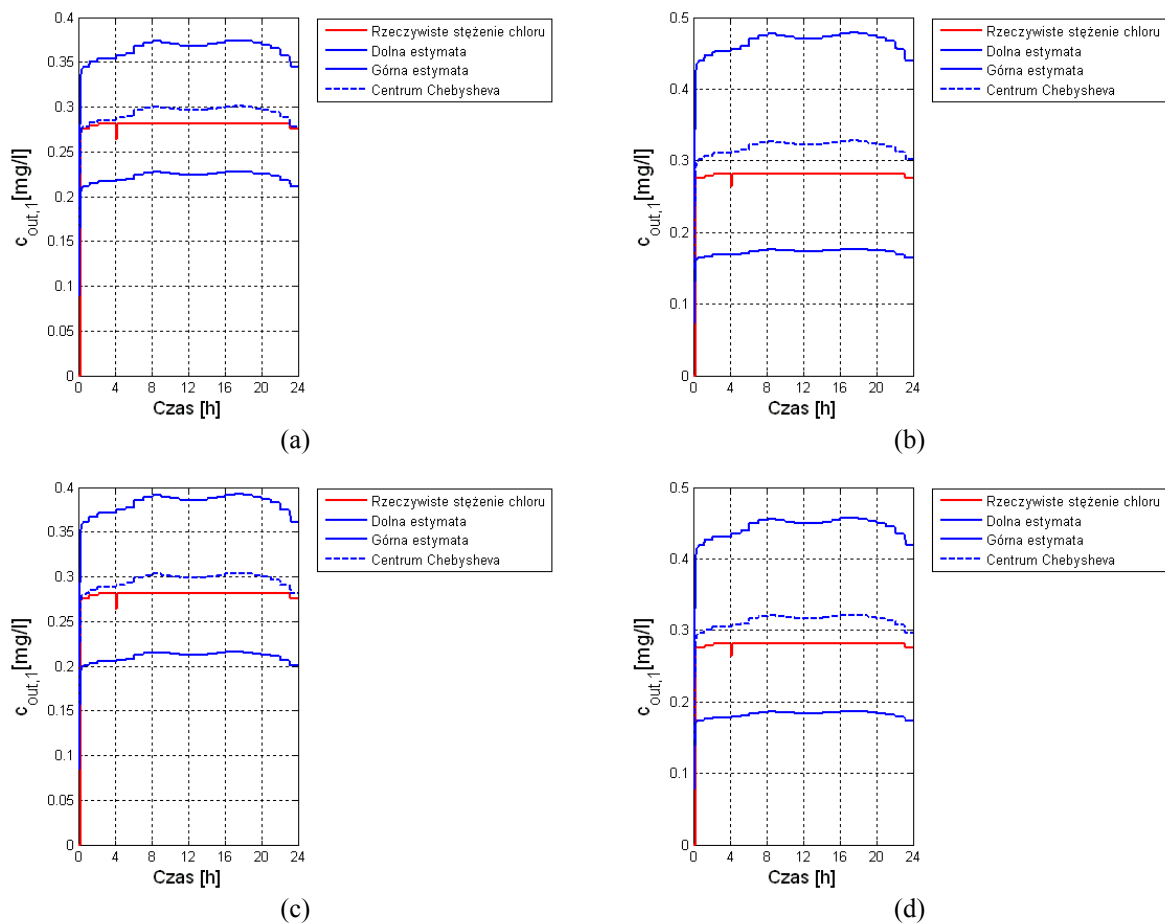 0.4
0.35
0.3
0.25
0.2
0.15
0.1
0.05
0
c out,1 [mg/l]
0 4 8 12 16 20 24
Czas [h]
Rzeczywiste stężenie chloru
Dolna estymata
Górna estymata
Centrum Chebysheva
(a)
0.5
0.4
0.3
0.2
0.1
0
c out,1 [mg/l]
0 4 8 12 16 20 24
Czas [h]
Rzeczywiste stężenie chloru
Dolna estymata
Górna estymata
Centrum Chebysheva
(b)
0.4
0.35
0.3
0.25
0.2
0.15
0.1
0.05
0
c out,1 [mg/l]
0 4 8 12 16 20 24
Czas [h]
Rzeczywiste stężenie chloru
Dolna estymata
Górna estymata
Centrum Chebysheva
(c)
0.5
0.4
0.3
0.2
0.1
0
c out,1 [mg/l]
0 4 8 12 16 20 24
Czas [h]
Rzeczywiste stężenie chloru
Dolna estymata
Górna estymata
Centrum Chebysheva
(d)